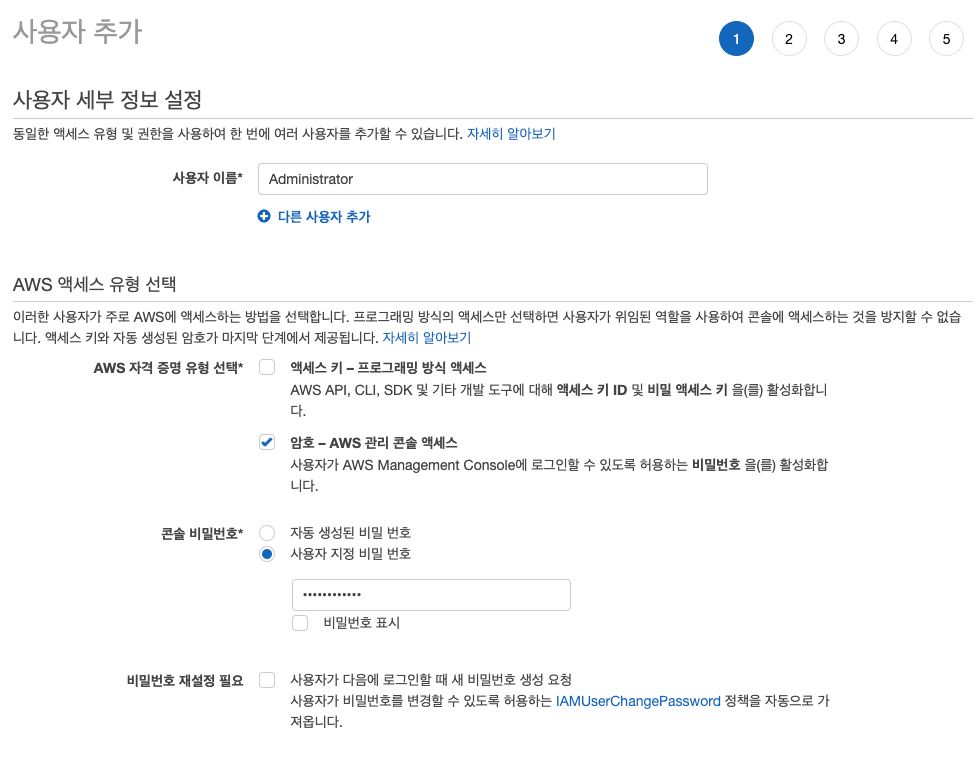 사용자 추가
1 2 3 4 5
사용자 세부 정보 설정
동일한 액세스 유형 및 권한을 사용하여 한 번에 여러 사용자를 추가할 수 있습니다. 자세히 알아보기
사용자 이름* Administrator
다른 사용자 추가
AWS 액세스 유형 선택
이러한 사용자가 주로 AWS에 액세스하는 방법을 선택합니다. 프로그래밍 방식의 액세스만 선택하면 사용자가 위임된 역할을 사용하여 콘솔에 액세스하는 것을 방지할 수 없습
니다. 액세스 키와 자동 생성된 암호가 마지막 단계에서 제공됩니다. 자세히 알아보기
AWS 자격 증명 유형 선택* 액세스 키 – 프로그래밍 방식 액세스
AWS API, CLI, SDK 및 기타 개발 도구에 대해 액세스 키 ID 및 비밀 액세스 키 을(를) 활성화합니
다.
암호 – AWS 관리 콘솔 액세스
사용자가 AWS Management Console에 로그인할 수 있도록 허용하는 비밀번호 을(를) 활성화합
니다.
콘솔 비밀번호* 자동 생성된 비밀 번호
사용자 지정 비밀 번호
••••••••••••
비밀번호 표시
비밀번호 재설정 필요 사용자가 다음에 로그인할 때 새 비밀번호 생성 요청
사용자가 비밀번호를 변경할 수 있도록 허용하는 IAMUserChangePassword 정책을 자동으로 가
져옵니다.